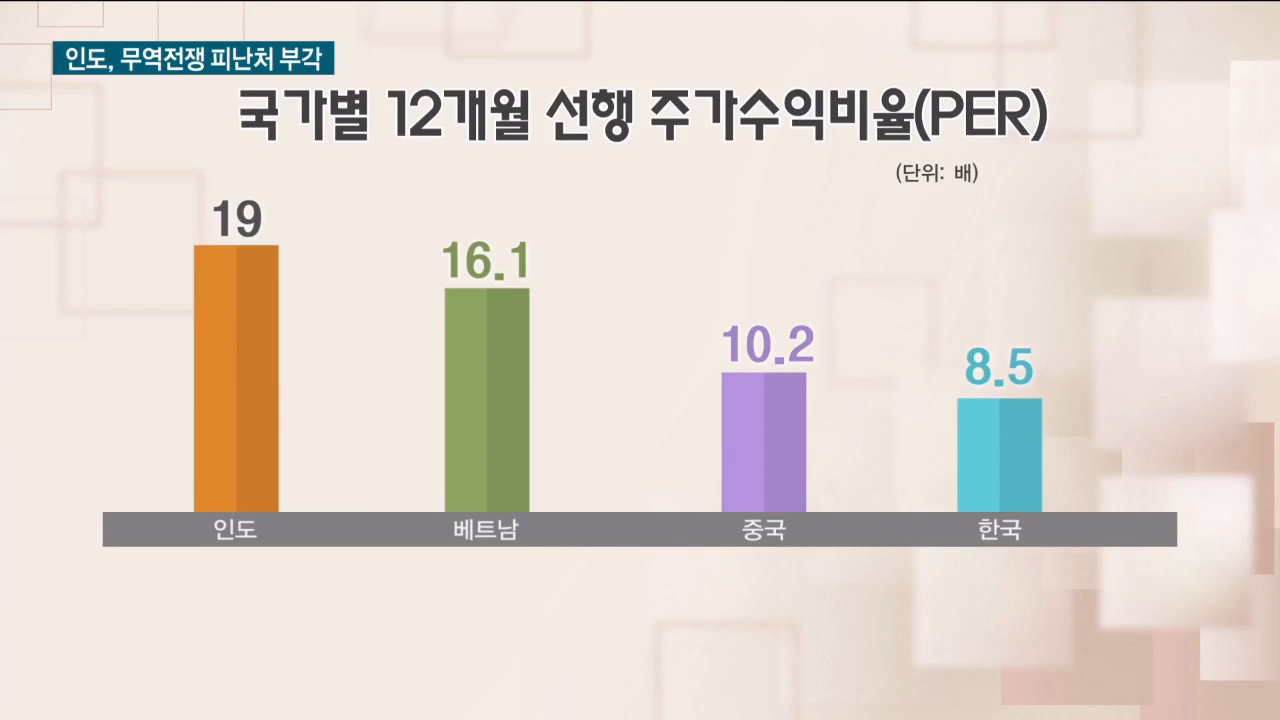 인도, 무역전쟁 피난처 부각
국가별 12개월 선행 주가수익비율(PER)
(단위: 배)
19
16.1
10.2
8.5
인도 베트남 중국 한국